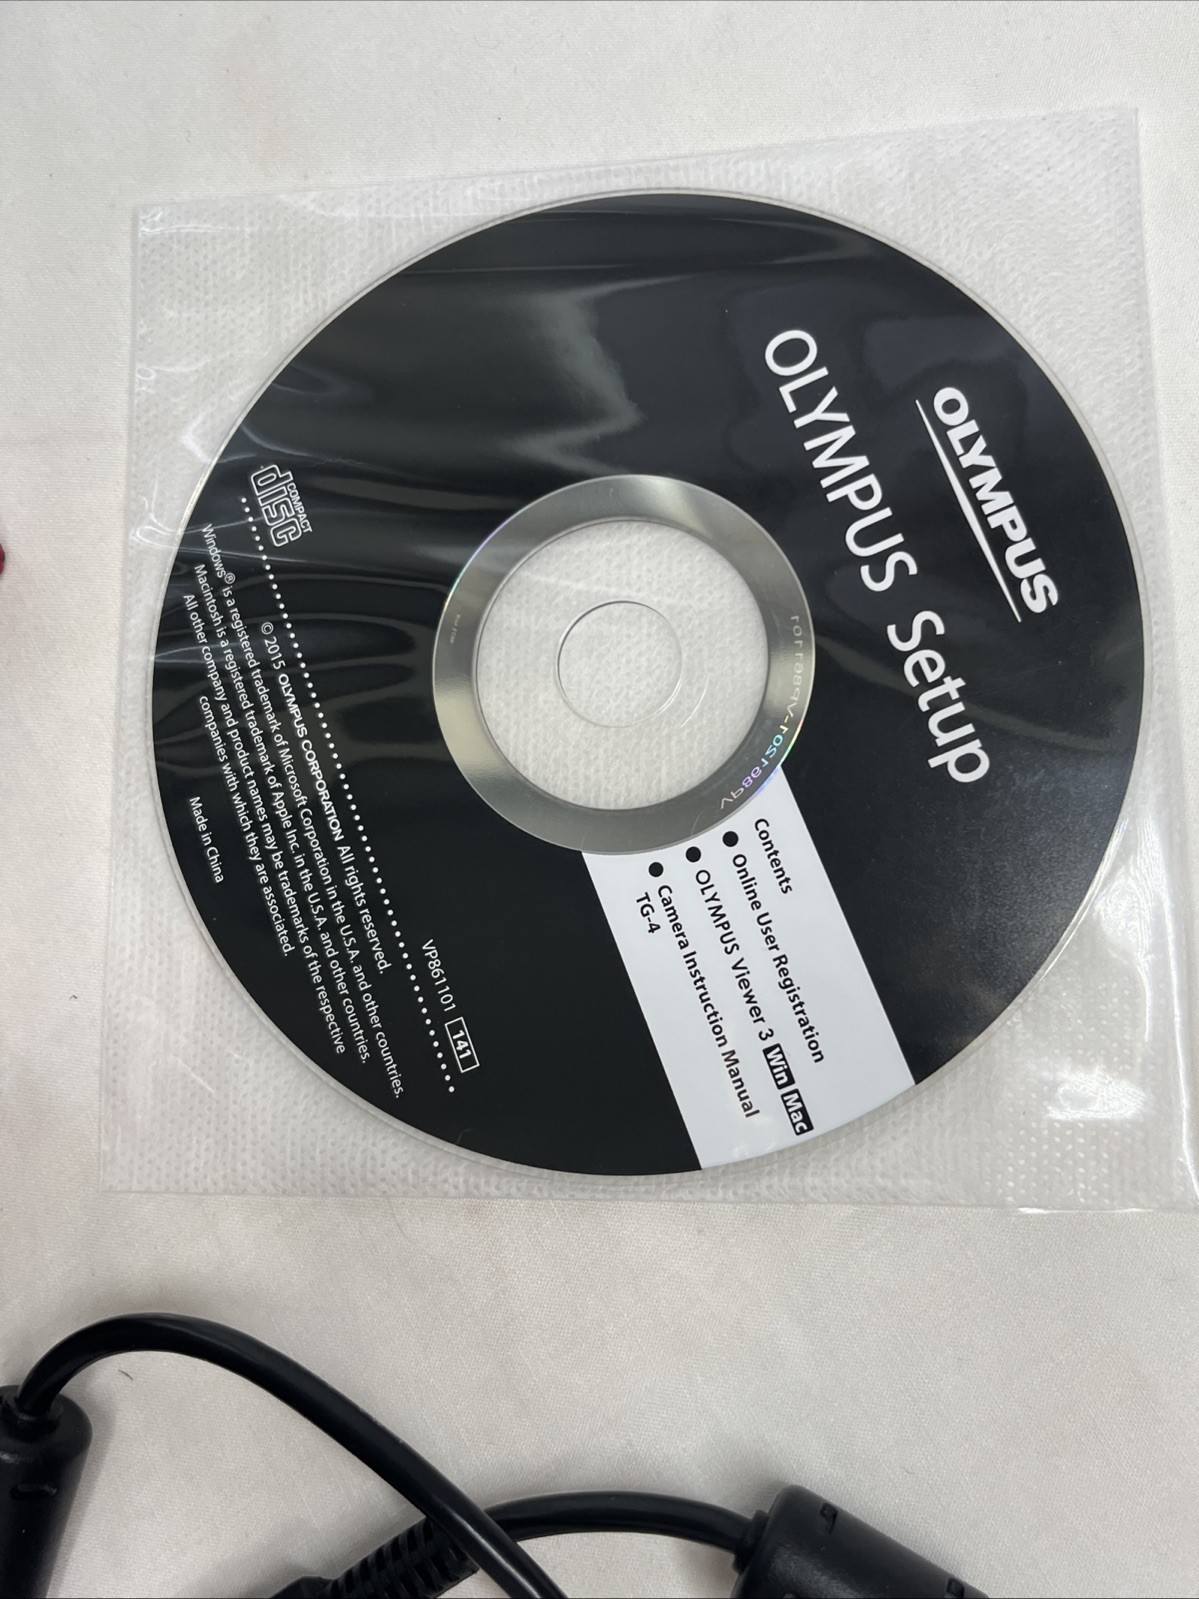 OLYMPUS
OLYMPUS Setup
Contents
● Online User Registration
● OLYMPUS Viewer 3 Win Mac
● Camera Instruction Manual
TG-4
VP861101 141
COMPACT
disc
© 2015 OLYMPUS CORPORATION All rights reserved.
Windows® is a registered trademark of Microsoft Corporation in the U.S.A. and other countries.
Macintosh is a registered trademark of Apple Inc. in the U.S.A. and other countries.
All other company and product names may be trademarks of the respective
companies with which they are associated.
Made in China